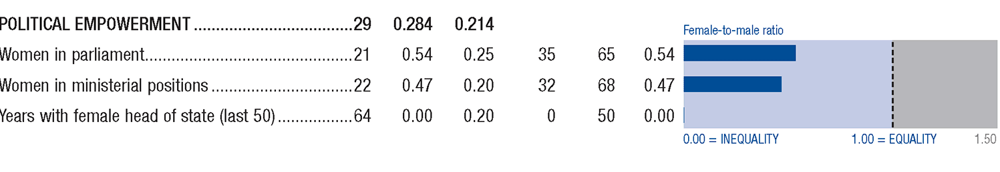 POLITICAL EMPOWERMENT ....................................29 0.284 0.214
Female-to-male ratio
Women in parliament...............................................21 0.54 0.25 35 65 0.54
Women in ministerial positions ................................22 0.47 0.20 32 68 0.47
Years with female head of state (last 50) .................64 0.00 0.20 0 50 0.00
0.00 = INEQUALITY 1.00 = EQUALITY 1.50